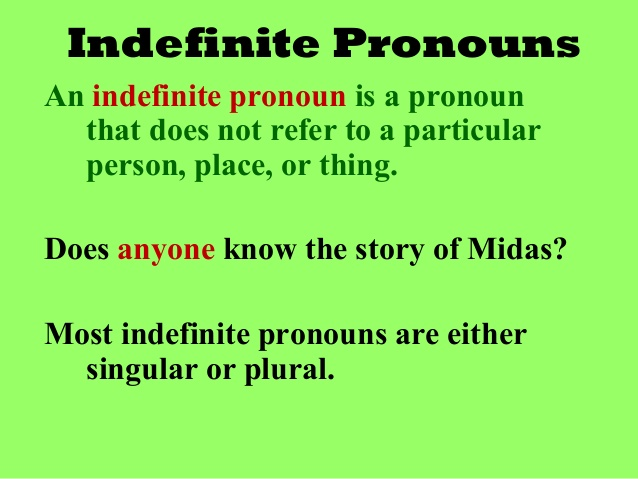 Indefinite Pronouns
An indefinite pronoun is a pronoun
that does not refer to a particular
person, place, or thing.
Does anyone know the story of Midas?
Most indefinite pronouns are either
singular or plural.